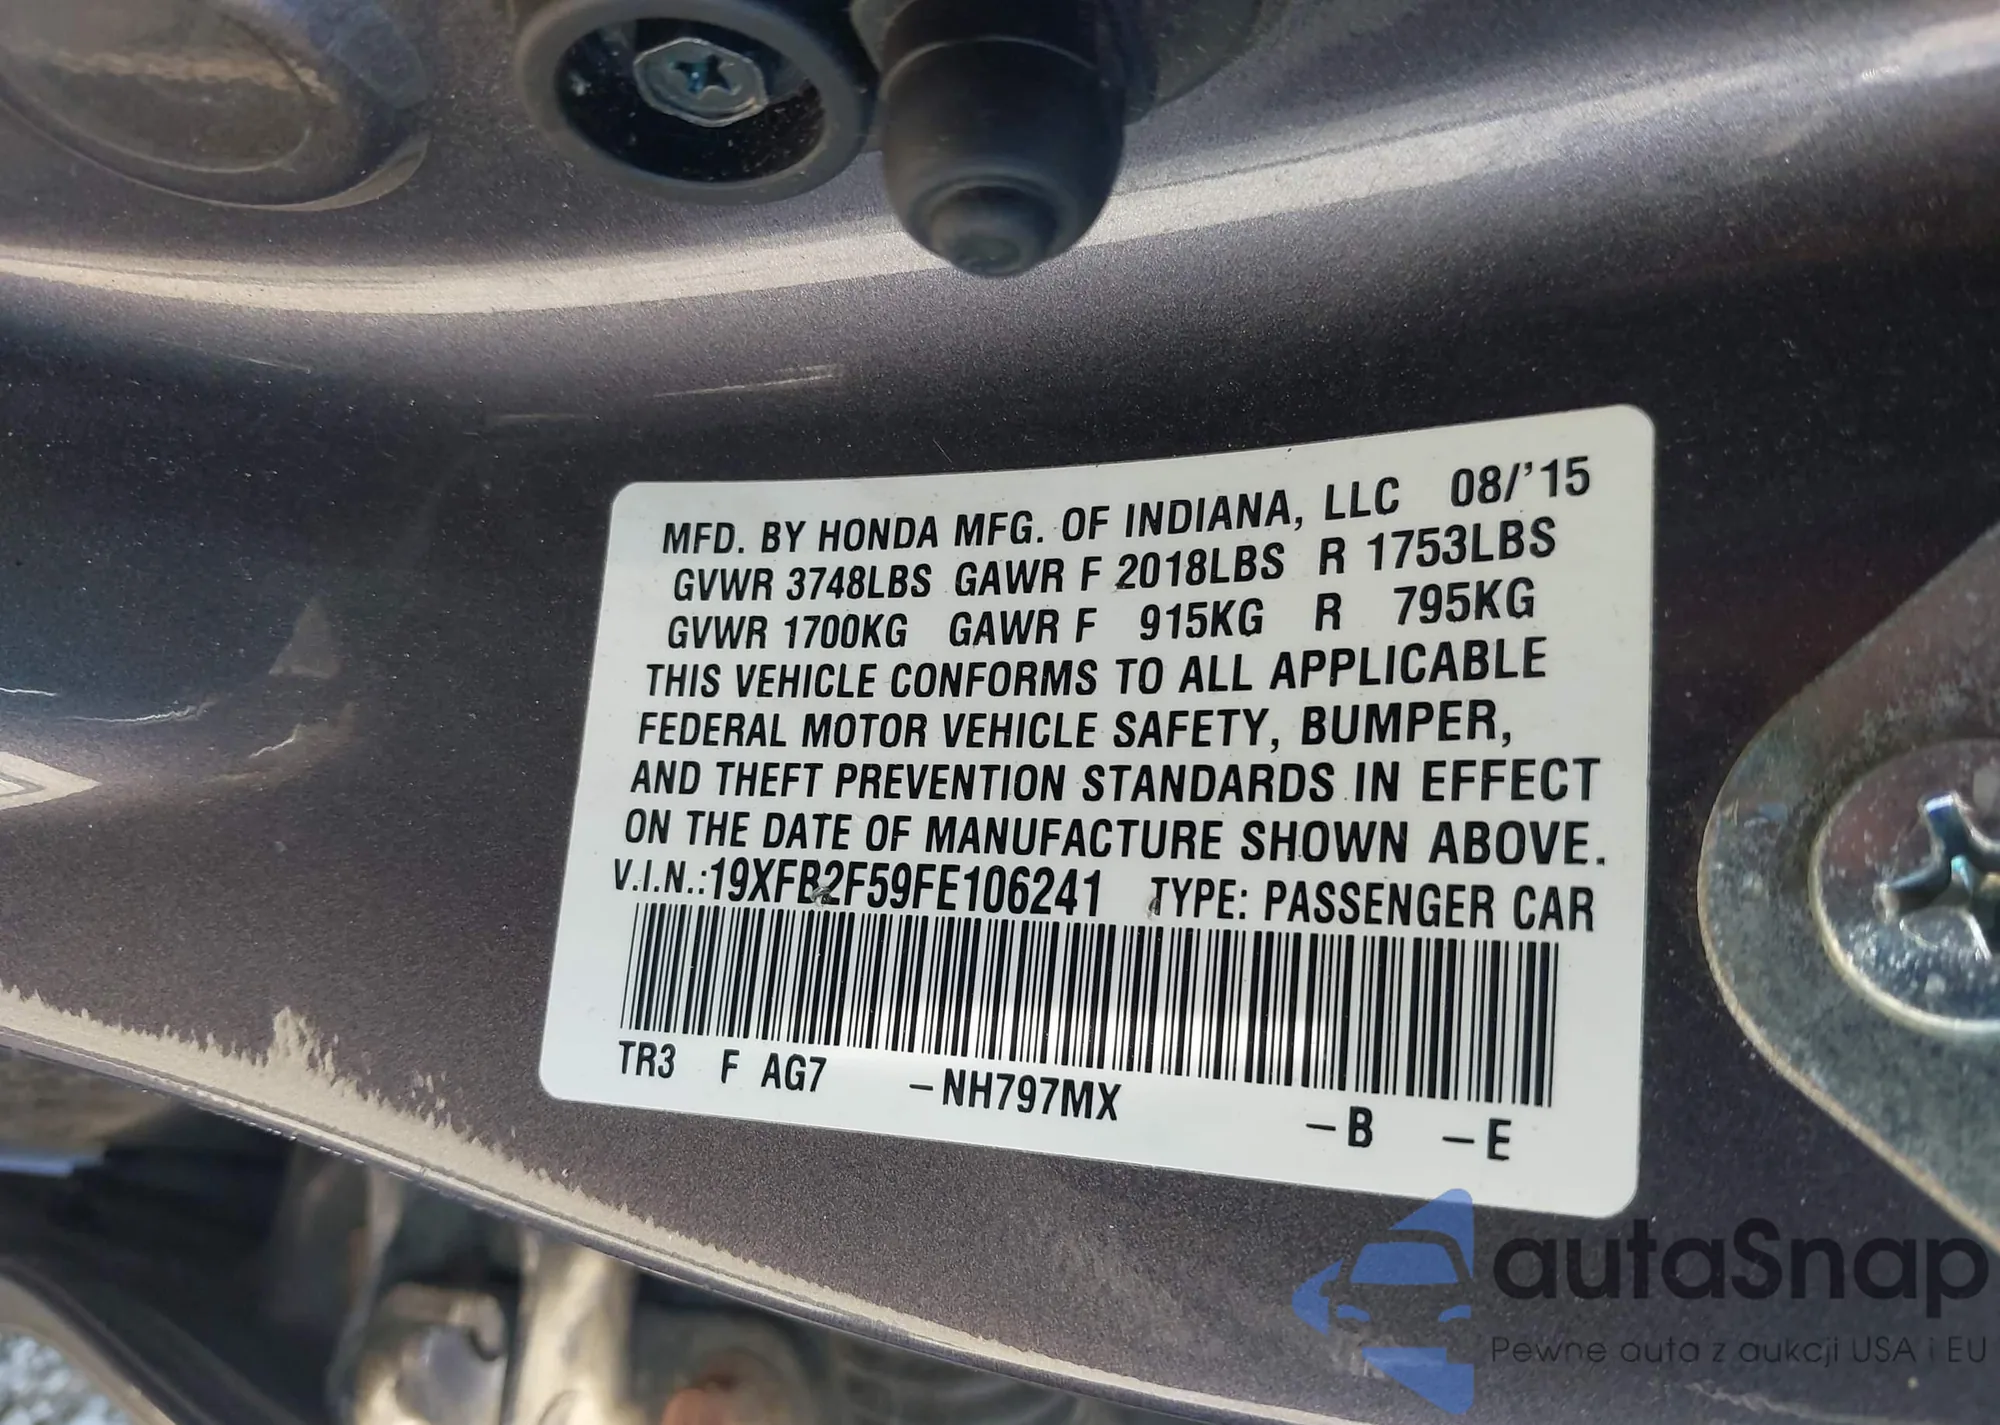 MFD. BY HONDA MFG. OF INDIANA, LLC 08/'15
GVWR 3748LBS GAWR F 2018LBS R 1753LBS
GVWR 1700KG GAWR F 915KG R 795KG
THIS VEHICLE CONFORMS TO ALL APPLICABLE
FEDERAL MOTOR VEHICLE SAFETY, BUMPER,
AND THEFT PREVENTION STANDARDS IN EFFECT
ON THE DATE OF MANUFACTURE SHOWN ABOVE.
V.I.N.:19XFB2F59FE106241 TYPE: PASSENGER CAR
TR3 F AG7 -NH797MX -B -E
autaSnap
Pewne auta z aukcji USA i EU